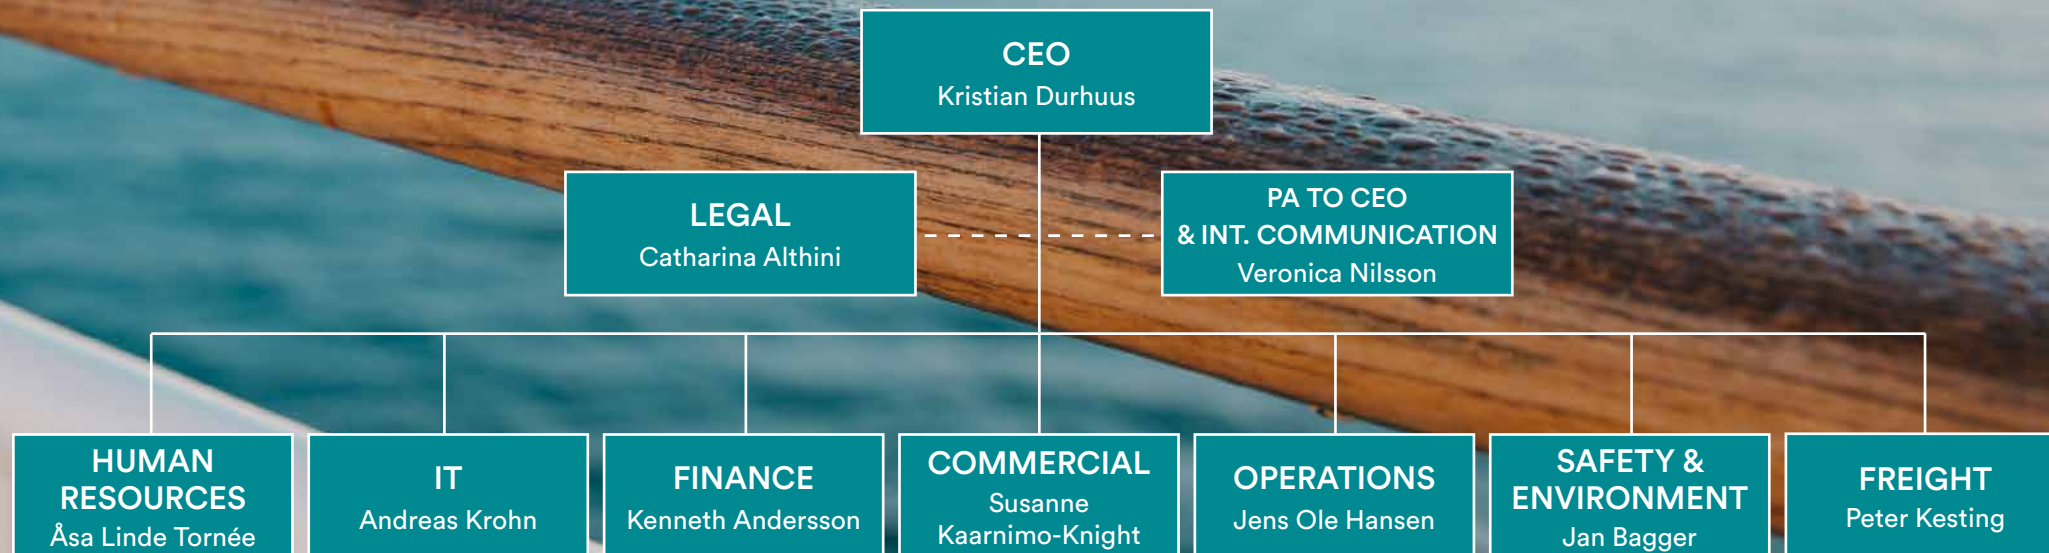 CEO
Kristian Durhuus
LEGAL
Catharina Althini
PA TO CEO
& INT. COMMUNICATION
Veronica Nilsson
HUMAN
RESOURCES
Åsa Linde Tornée
IT
Andreas Krohn
FINANCE
Kenneth Andersson
COMMERCIAL
Susanne
Kaarnimo-Knight
OPERATIONS
Jens Ole Hansen
SAFETY &
ENVIRONMENT
Jan Bagger
FREIGHT
Peter Kesting